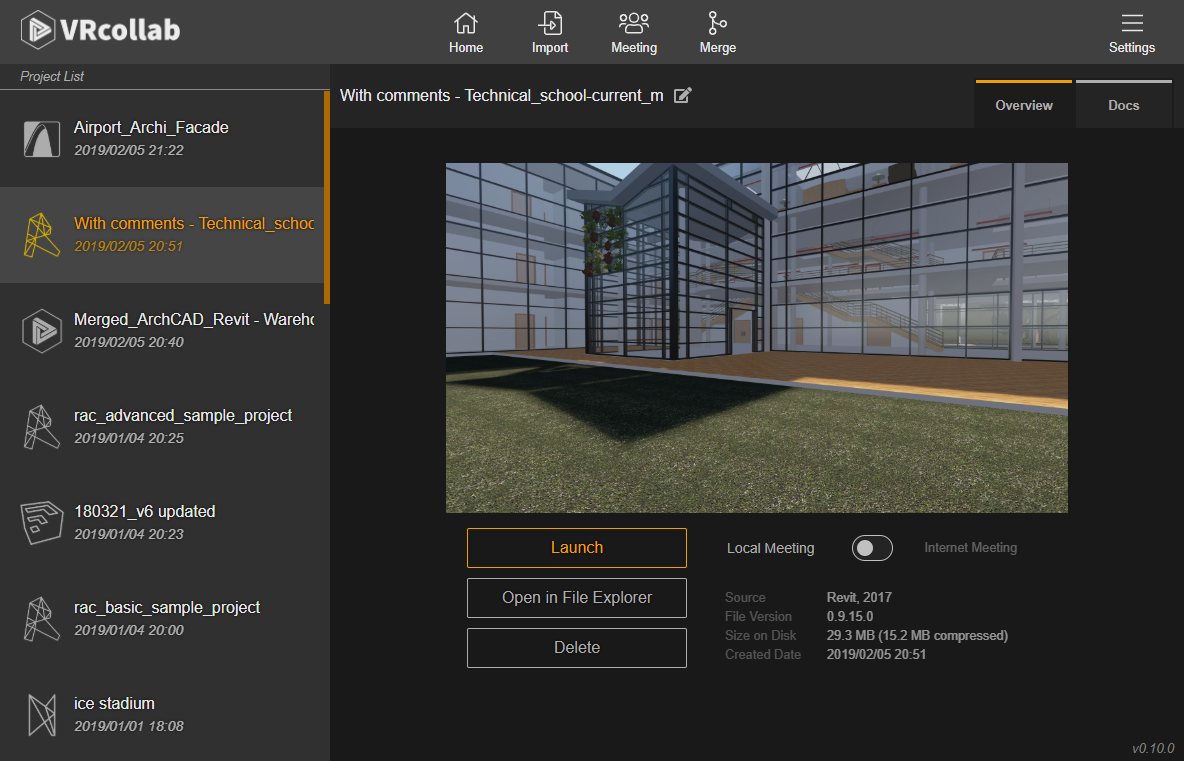 VRcollab
Home
Import
Meeting
Merge
Settings
Project List
Airport_Archi_Facade
2019/02/05 21:22
With comments - Technical_schoo
2019/02/05 20:51
Merged_ArchCAD_Revit - Wareho
2019/02/05 20:40
rac_advanced_sample_project
2019/01/04 20:25
180321_v6 updated
2019/01/04 20:23
rac_basic_sample_project
2019/01/04 20:00
ice stadium
2019/01/01 18:08
With comments - Technical_school-current_m
Overview
Docs
Launch
Open in File Explorer
Delete
Local Meeting
Internet Meeting
Source Revit, 2017
File Version 0.9.15.0
Size on Disk 29.3 MB (15.2 MB compressed)
Created Date 2019/02/05 20:51
v0.10.0